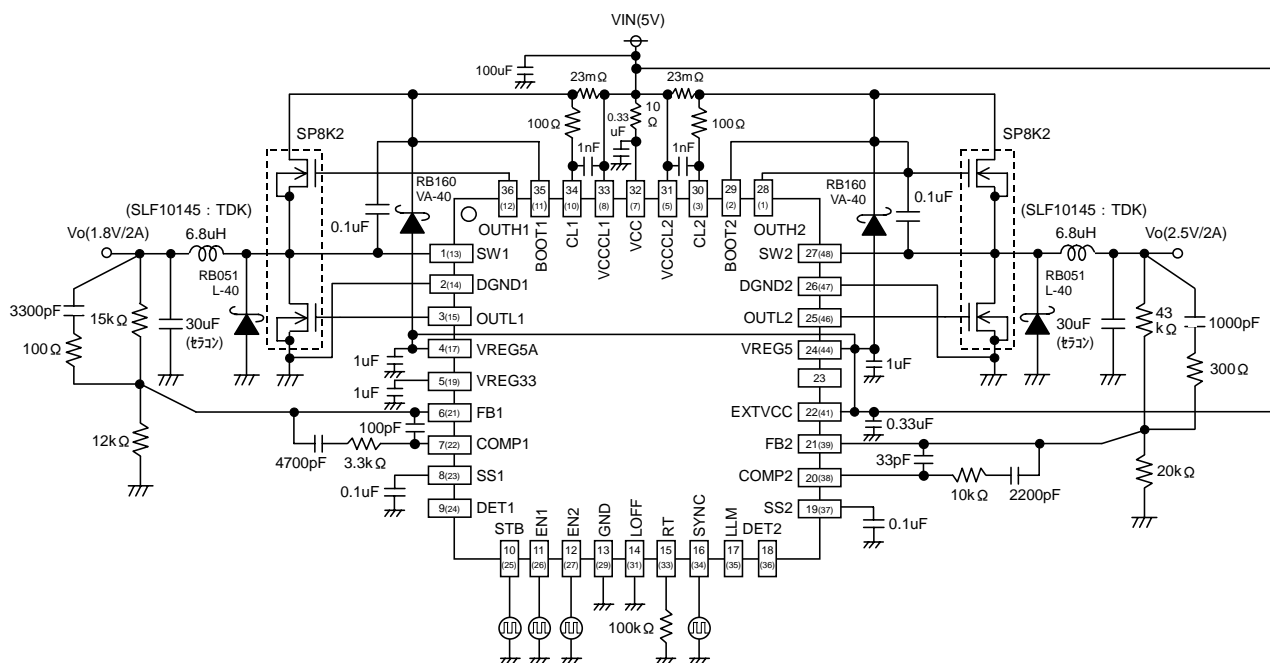 VIN(5V)
100uF
23mΩ
23mΩ
SP8K2
100Ω
0.33
uF
10
Ω
100Ω
SP8K2
1nF
1nF
RB160
VA-40
0.1uF
0.1uF
RB160
VA-40
36
(12)
35
(11)
34
(10)
33
(8)
32
(7)
31
(5)
30
(3)
29
(2)
28
(1)
OUTH1
BOOT1
CL1
VCCCL1
VCC
VCCCL2
CL2
BOOT2
OUTH2
(SLF10145 : TDK)
Vo(1.8V/2A)
6.8uH
(SLF10145 : TDK)
6.8uH
Vo(2.5V/2A)
1(13)
SW1
SW2
27(48)
RB051
L-40
RB051
L-40
2(14)
DGND1
DGND2
26(47)
3300pF
15kΩ
30uF
(ｾﾗｺﾝ)
3(15)
OUTL1
OUTL2
25(46)
30uF
(ｾﾗｺﾝ)
43
kΩ
1000pF
100Ω
1uF
4(17)
VREG5A
VREG5
24(44)
1uF
300Ω
1uF
5(19)
VREG33
23
6(21)
FB1
EXTVCC
22(41)
0.33uF
12kΩ
100pF
4700pF
3.3kΩ
7(22)
COMP1
FB2
21(39)
33pF
8(23)
SS1
COMP2
20(38)
10kΩ
2200pF
20kΩ
0.1uF
9(24)
DET1
SS2
19(37)
0.1uF
STB
EN1
EN2
GND
LOFF
RT
SYNC
LLM
DET2
10
(25)
11
(26)
12
(27)
13
(29)
14
(31)
15
(33)
16
(34)
17
(35)
18
(36)
100kΩ